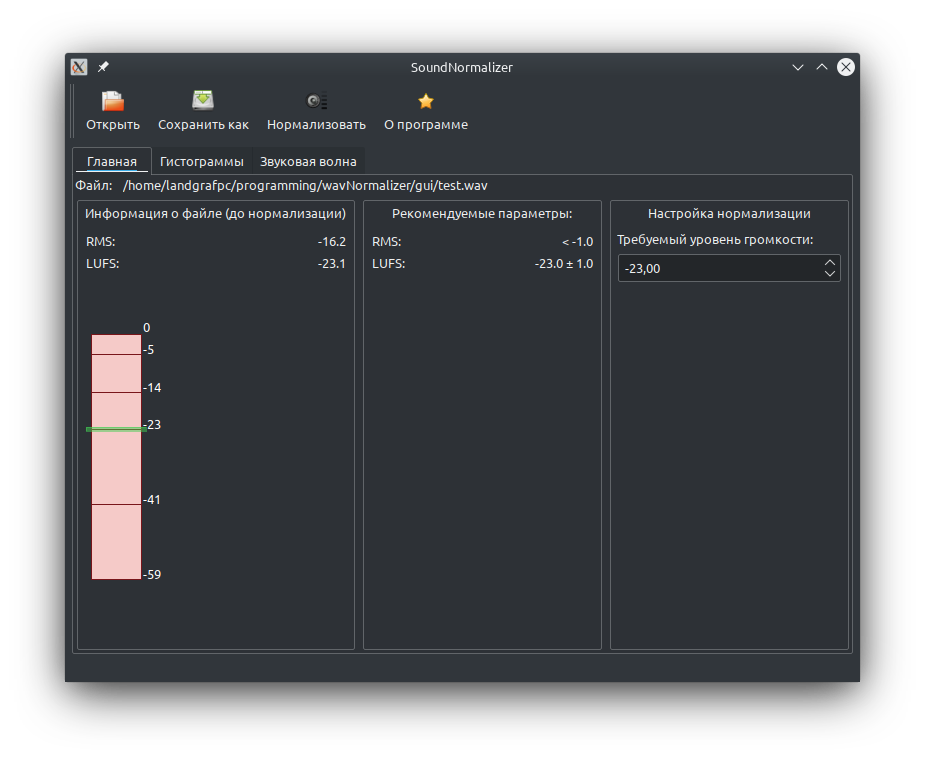 SoundNormalizer
Открыть
Сохранить как
Нормализовать
О программе
Главная
Гистограммы
Звуковая волна
Файл: /home/landgrafpc/programming/wavNormalizer/gui/test.wav
Информация о файле (до нормализации)
RMS: -16.2
LUFS: -23.1
0
-5
-14
-23
-41
-59
Рекомендуемые параметры:
RMS: < -1.0
LUFS: -23.0 ± 1.0
Настройка нормализации
Требуемый уровень громкости:
-23,00